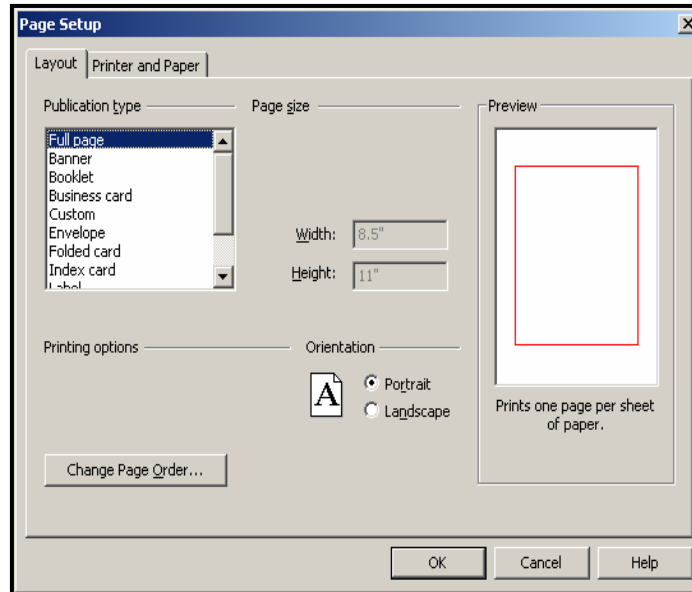 Page Setup
Layout
Printer and Paper
Publication type
Full page
Banner
Booklet
Business card
Custom
Envelope
Folded card
Index card
Label
Page size
Width: 8.5"
Height: 11"
Preview
Prints one page per sheet
of paper.
Printing options
Orientation
A
Portrait
Landscape
Change Page Order...
OK
Cancel
Help